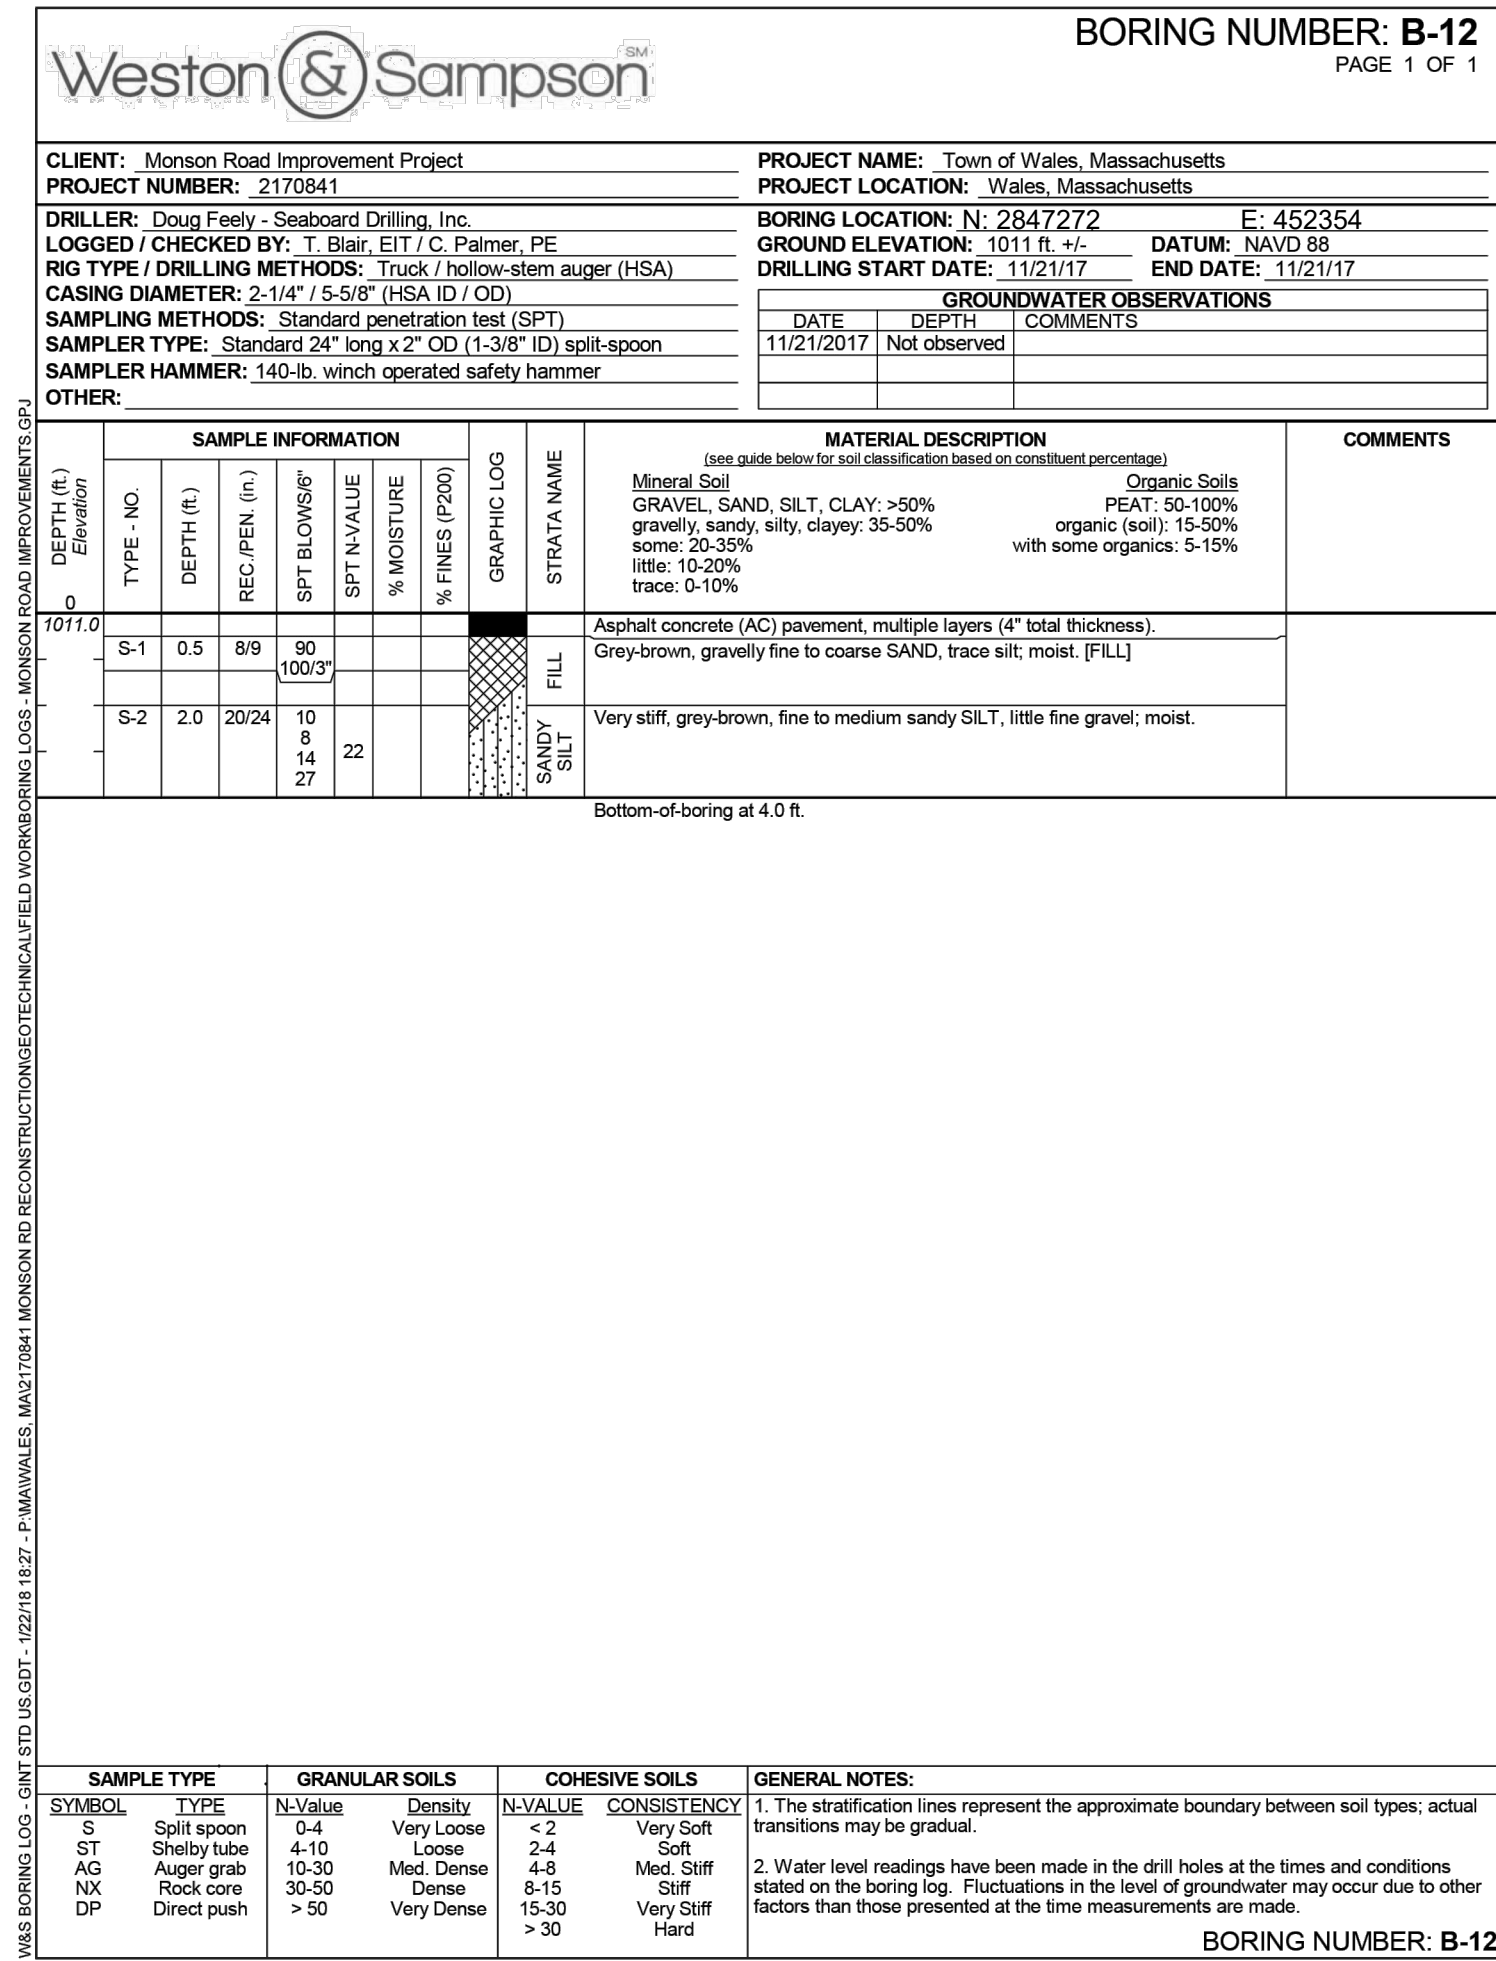 Weston & Sampson SM
BORING NUMBER: B-12
PAGE 1 OF 1
CLIENT: Monson Road Improvement Project
PROJECT NUMBER: 2170841
PROJECT NAME: Town of Wales, Massachusetts
PROJECT LOCATION: Wales, Massachusetts
DRILLER: Doug Feely - Seaboard Drilling, Inc.
LOGGED / CHECKED BY: T. Blair, EIT / C. Palmer, PE
RIG TYPE / DRILLING METHODS: Truck / hollow-stem auger (HSA)
CASING DIAMETER: 2-1/4" / 5-5/8" (HSA ID / OD)
SAMPLING METHODS: Standard penetration test (SPT)
SAMPLER TYPE: Standard 24" long x 2" OD (1-3/8" ID) split-spoon
SAMPLER HAMMER: 140-lb. winch operated safety hammer
OTHER:
BORING LOCATION: N: 2847272 E: 452354
GROUND ELEVATION: 1011 ft. +/- DATUM: NAVD 88
DRILLING START DATE: 11/21/17 END DATE: 11/21/17
GROUNDWATER OBSERVATIONS
DATE DEPTH COMMENTS
11/21/2017 Not observed
DEPTH (ft.)
Elevation
0
SAMPLE INFORMATION
TYPE - NO.
DEPTH (ft.)
REC./PEN. (in.)
SPT BLOWS/6"
SPT N-VALUE
% MOISTURE
% FINES (P200)
GRAPHIC LOG
STRATA NAME
MATERIAL DESCRIPTION
(see guide below for soil classification based on constituent percentage)
Mineral Soil
GRAVEL, SAND, SILT, CLAY: >50%
gravelly, sandy, silty, clayey: 35-50%
some: 20-35%
little: 10-20%
trace: 0-10%
Organic Soils
PEAT: 50-100%
organic (soil): 15-50%
with some organics: 5-15%
COMMENTS
1011.0
Asphalt concrete (AC) pavement, multiple layers (4" total thickness).
S-1 0.5 8/9 90
100/3"
FILL
Grey-brown, gravelly fine to coarse SAND, trace silt; moist. [FILL]
S-2 2.0 20/24 10
8
14
27
22
SANDY
SILT
Very stiff, grey-brown, fine to medium sandy SILT, little fine gravel; moist.
Bottom-of-boring at 4.0 ft.
W&S BORING LOG - GINT STD US.GDT - 1/22/18 18:27 - P:\MA\WALES, MA\2170841 MONSON RD RECONSTRUCTION\GEOTECHNICAL\FIELD WORK\BORING LOGS - MONSON ROAD IMPROVEMENTS.GPJ
SAMPLE TYPE
SYMBOL TYPE
S Split spoon
ST Shelby tube
AG Auger grab
NX Rock core
DP Direct push
GRANULAR SOILS
N-Value Density
0-4 Very Loose
4-10 Loose
10-30 Med. Dense
30-50 Dense
> 50 Very Dense
COHESIVE SOILS
N-VALUE CONSISTENCY
< 2 Very Soft
2-4 Soft
4-8 Med. Stiff
8-15 Stiff
15-30 Very Stiff
> 30 Hard
GENERAL NOTES:
1. The stratification lines represent the approximate boundary between soil types; actual
transitions may be gradual.
2. Water level readings have been made in the drill holes at the times and conditions
stated on the boring log. Fluctuations in the level of groundwater may occur due to other
factors than those presented at the time measurements are made.
BORING NUMBER: B-12